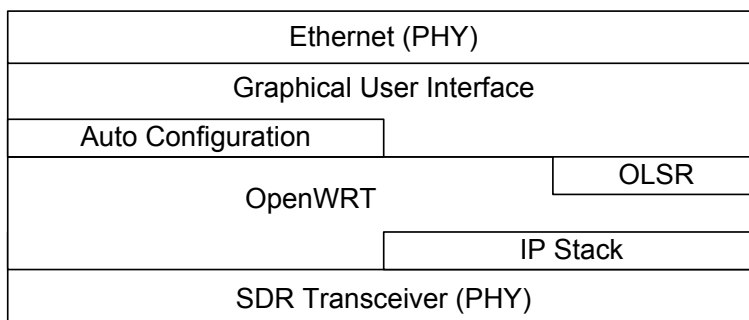 Ethernet (PHY)
Graphical User Interface
Auto Configuration
OLSR
OpenWRT
IP Stack
SDR Transceiver (PHY)